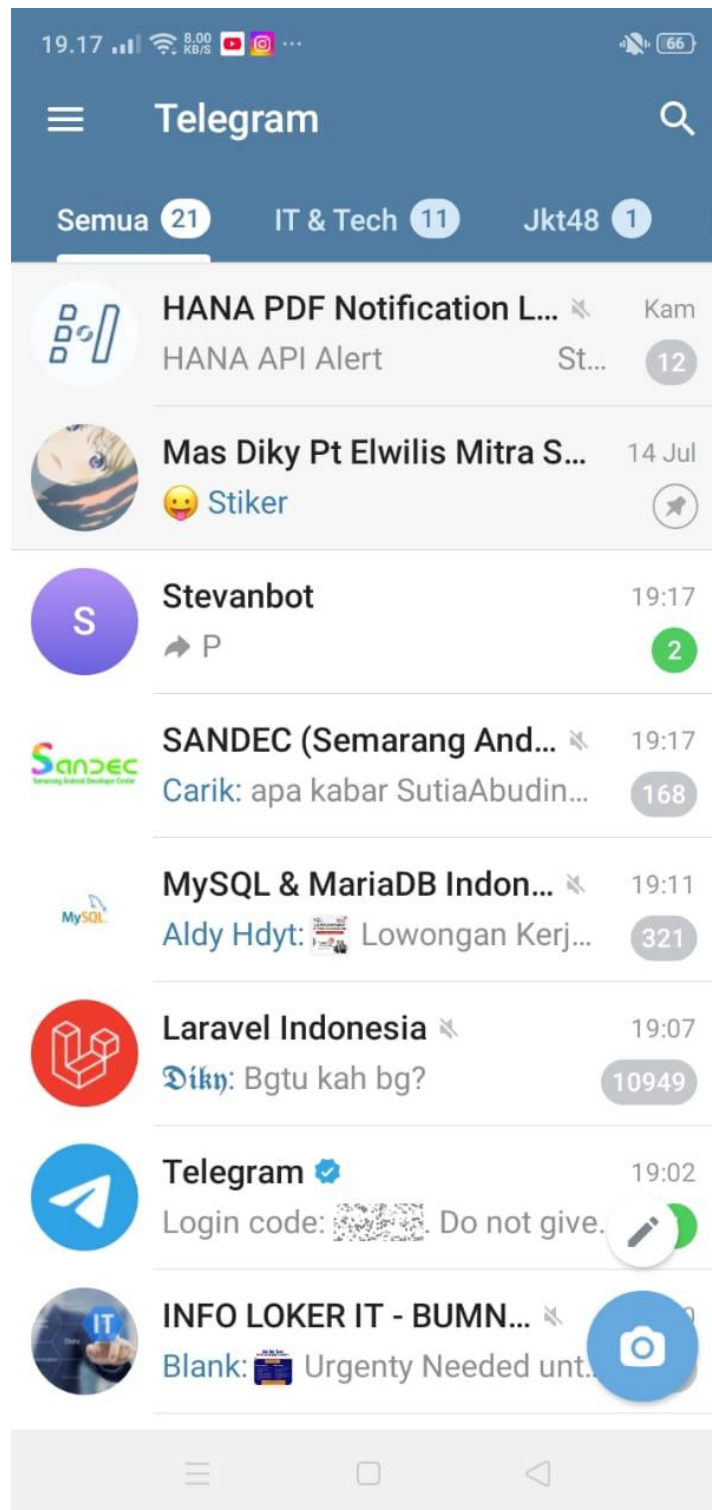 19.17 8.00 KB/S 66
Telegram
Semua 21 IT & Tech 11 Jkt48 1
HANA PDF Notification L... Kam
HANA API Alert St... 12
Mas Diky Pt Elwilis Mitra S... 14 Jul
Stiker
S
Stevanbot 19:17
P 2
Sandec
SANDEC (Semarang And... 19:17
Carik: apa kabar SutiaAbudin... 168
MySQL
MySQL & MariaDB Indon... 19:11
Aldy Hdyt: Lowongan Kerj... 321
Laravel Indonesia 19:07
𝕯𝖎𝖐𝖞: Bgtu kah bg? 10949
Telegram 19:02
Login code: . Do not give.
IT
INFO LOKER IT - BUMN...
Blank: Urgenty Needed unt..